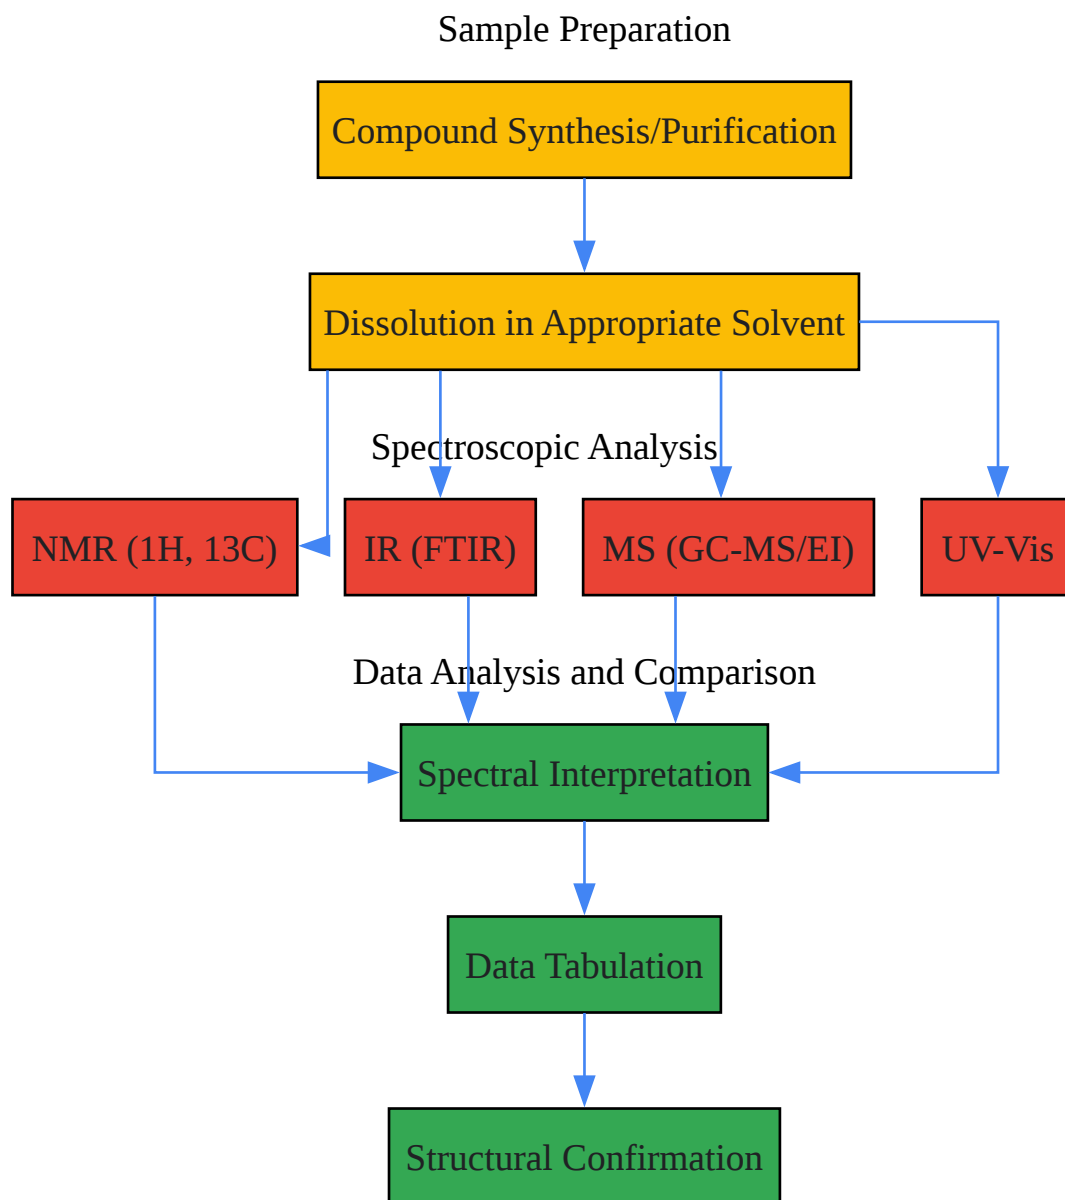 Sample Preparation
Compound Synthesis/Purification
Dissolution in Appropriate Solvent
Spectroscopic Analysis
NMR (1H, 13C)
IR (FTIR)
MS (GC-MS/EI)
UV-Vis
Data Analysis and Comparison
Spectral Interpretation
Data Tabulation
Structural Confirmation